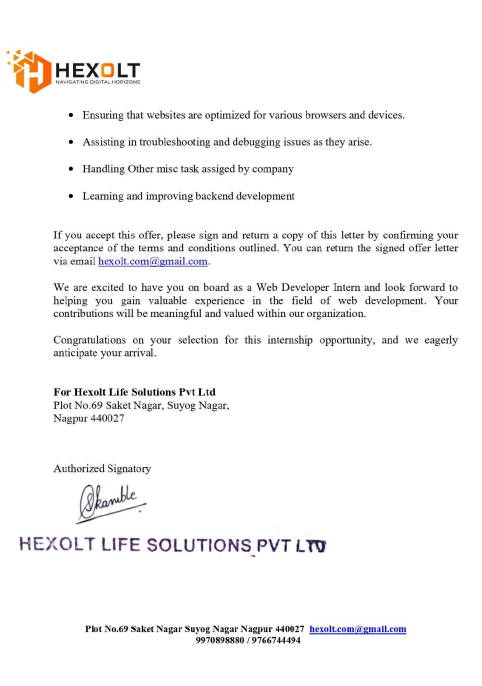 HEXOLT
NAVIGATING DIGITAL HORIZONS
• Ensuring that websites are optimized for various browsers and devices.
• Assisting in troubleshooting and debugging issues as they arise.
• Handling Other misc task assiged by company
• Learning and improving backend development
If you accept this offer, please sign and return a copy of this letter by confirming your
acceptance of the terms and conditions outlined. You can return the signed offer letter
via email hexolt.com@gmail.com.
We are excited to have you on board as a Web Developer Intern and look forward to
helping you gain valuable experience in the field of web development. Your
contributions will be meaningful and valued within our organization.
Congratulations on your selection for this internship opportunity, and we eagerly
anticipate your arrival.
For Hexolt Life Solutions Pvt Ltd
Plot No.69 Saket Nagar, Suyog Nagar,
Nagpur 440027
Authorized Signatory
Skamble
HEXOLT LIFE SOLUTIONS PVT LTD
Plot No.69 Saket Nagar Suyog Nagar Nagpur 440027 hexolt.com@gmail.com
9970898880 / 9766744494